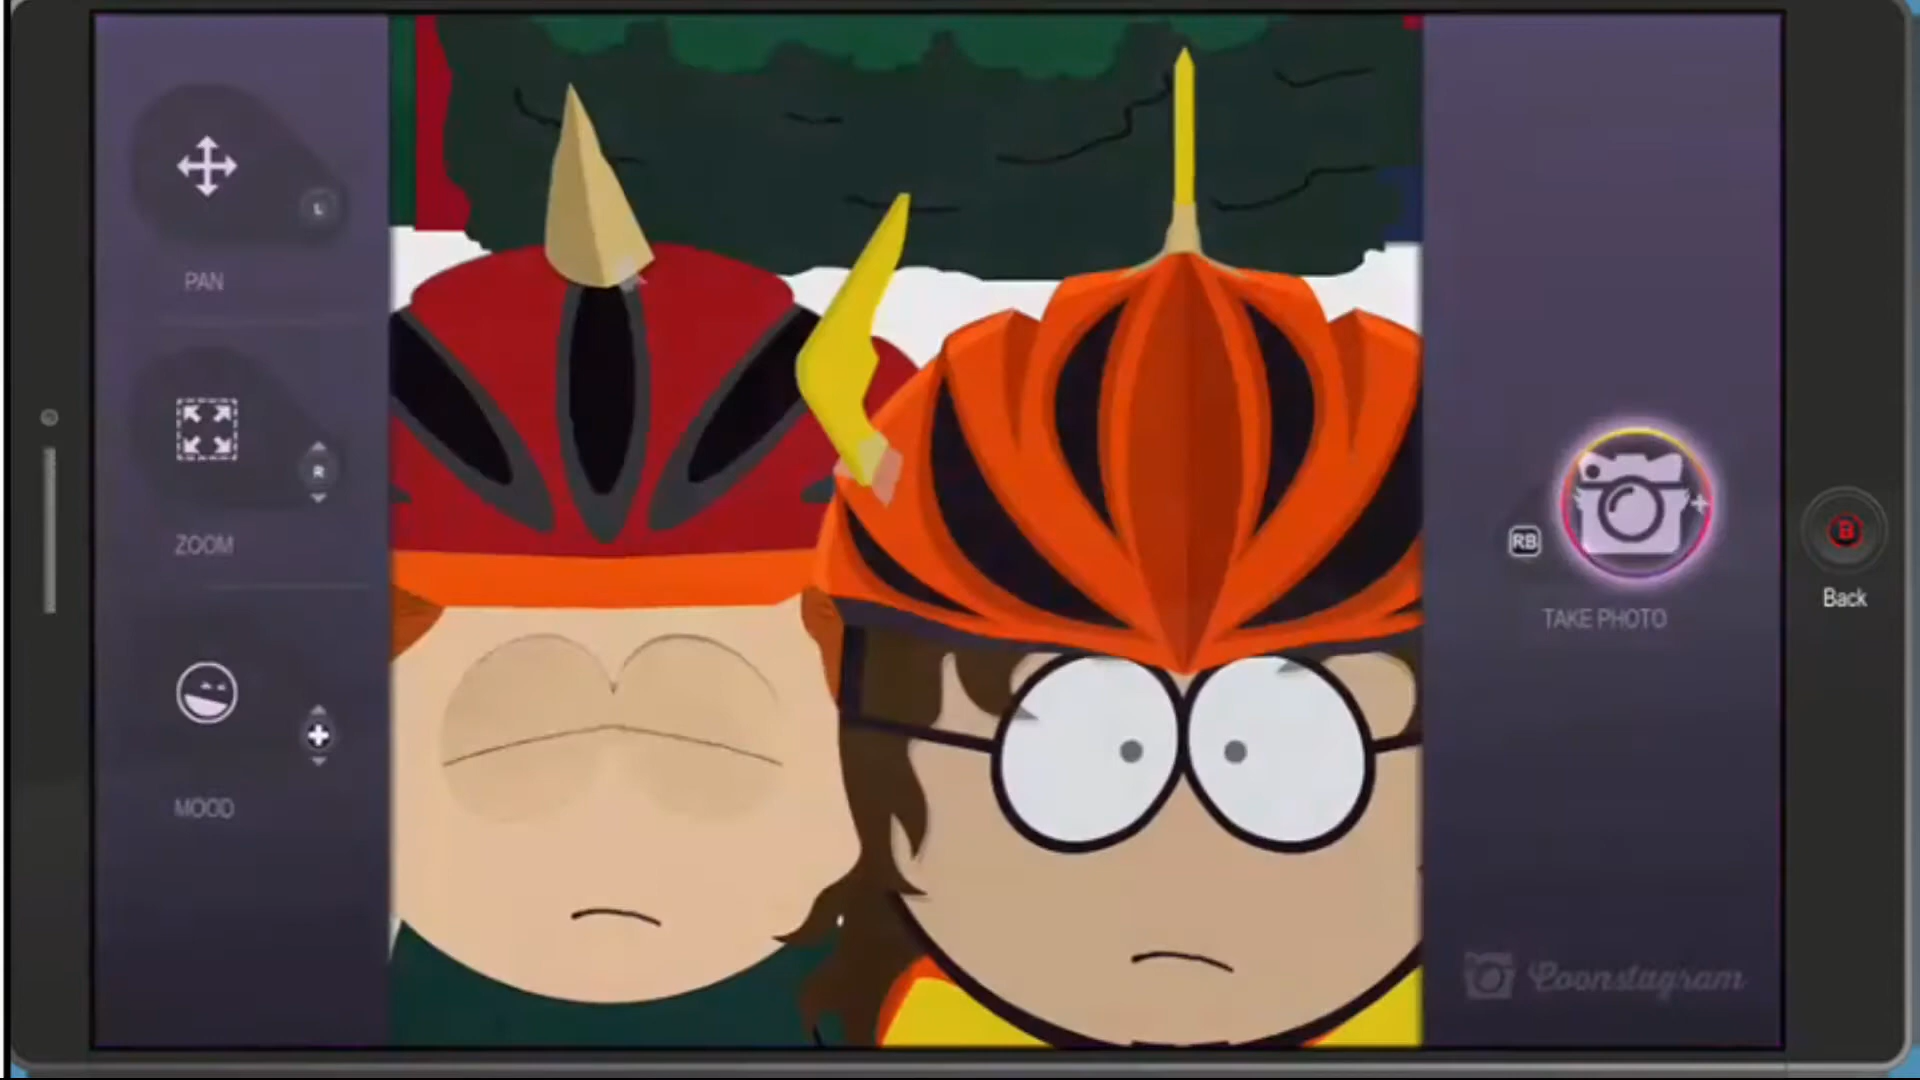 L
PAN
R
ZOOM
MOOD
RB
TAKE PHOTO
B
Back
Coonstagram